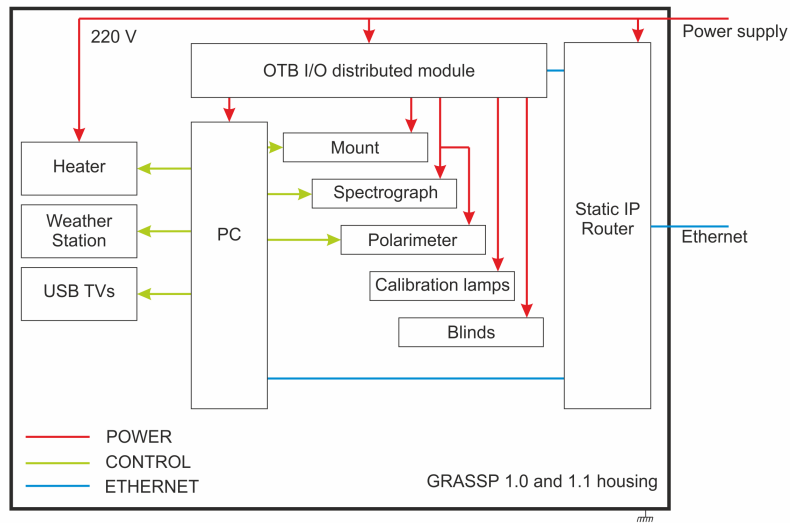 220 V
Power supply
OTB I/O distributed module
Heater
Mount
Weather
Station
Spectrograph
PC
Static IP
Router
Polarimeter
Ethernet
USB TVs
Calibration lamps
Blinds
POWER
CONTROL
ETHERNET
GRASSP 1.0 and 1.1 housing